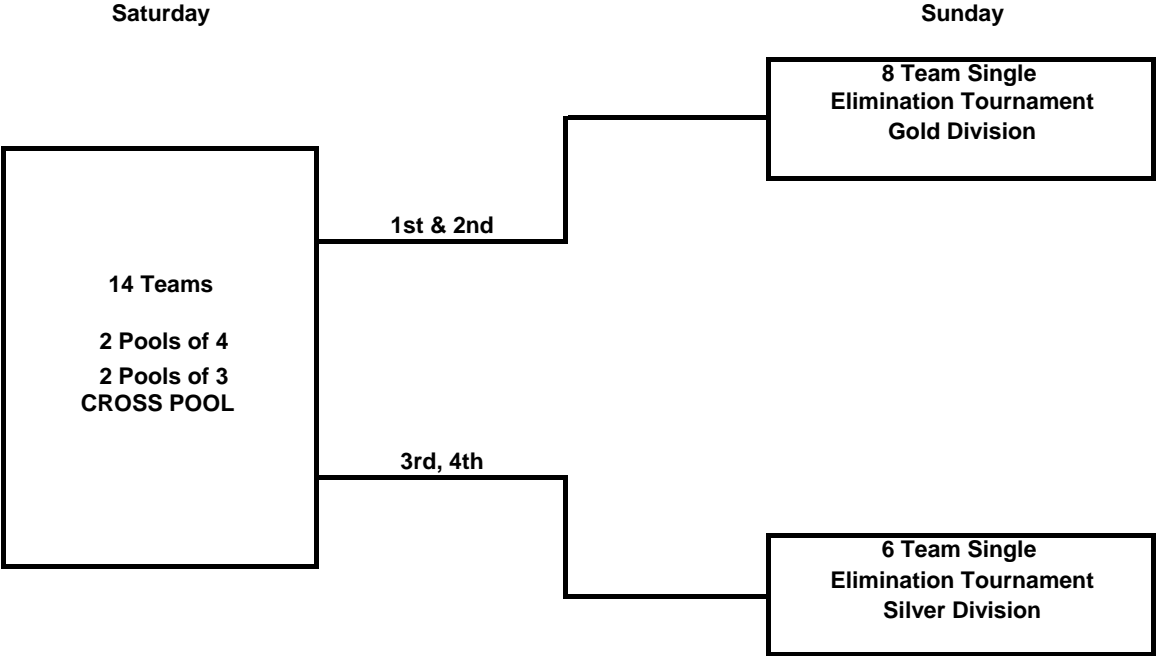 Saturday
Sunday
8 Team Single
Elimination Tournament
Gold Division
1st & 2nd
14 Teams
2 Pools of 4
2 Pools of 3
CROSS POOL
3rd, 4th
6 Team Single
Elimination Tournament
Silver Division